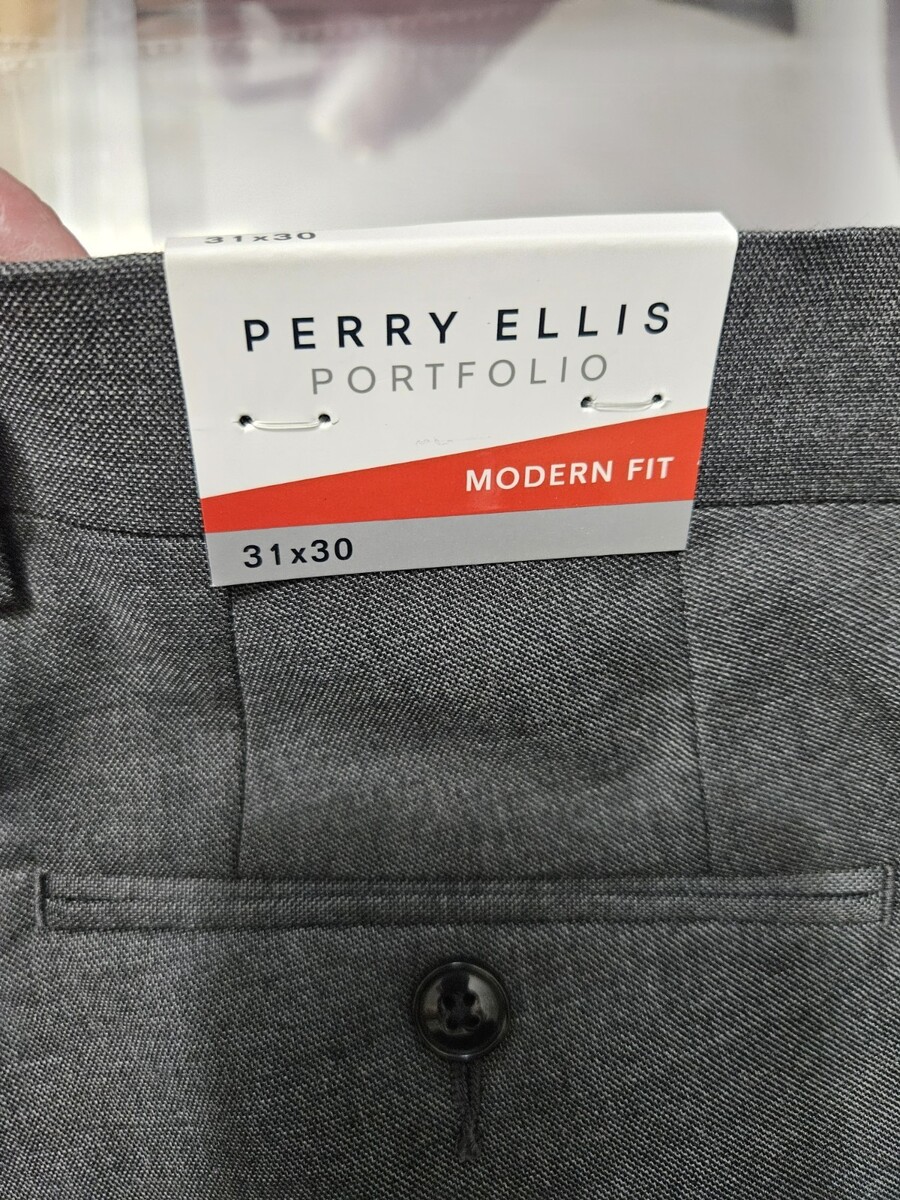 31x30
PERRY ELLIS
PORTFOLIO
MODERN FIT
31x30